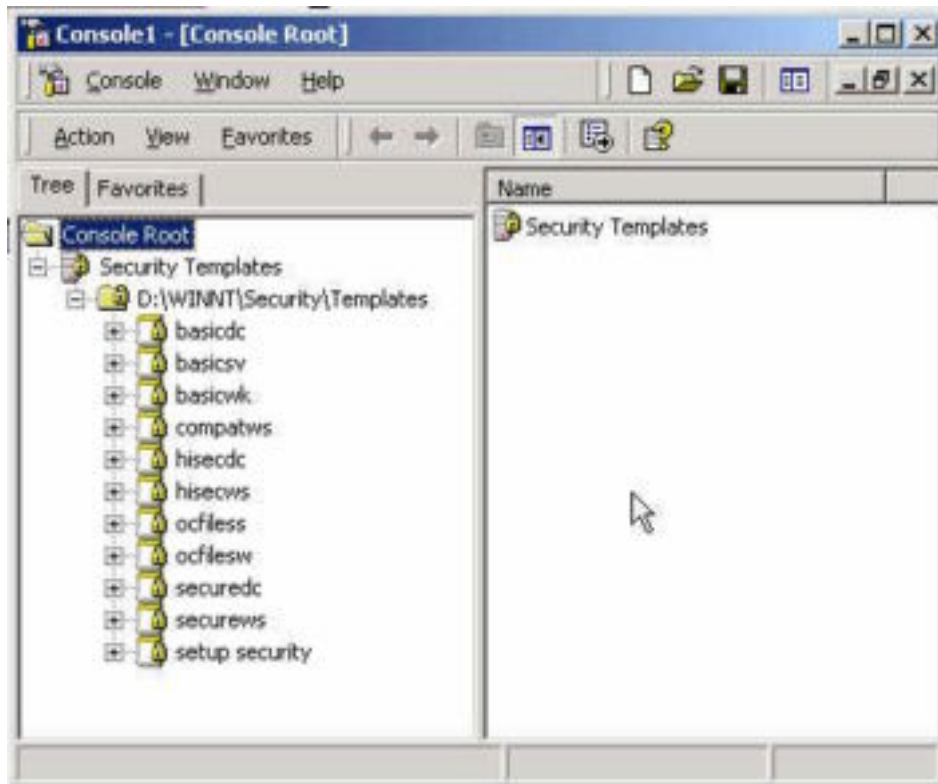 Console1 - [Console Root]
Console Window Help
Action View Favorites
Tree Favorites
Name
Console Root
Security Templates
D:\WINNT\Security\Templates
basicdc
basicsv
basicwk
compatws
hisecdc
hisecws
ocfiless
ocfilesw
securedc
securews
setup security
Security Templates